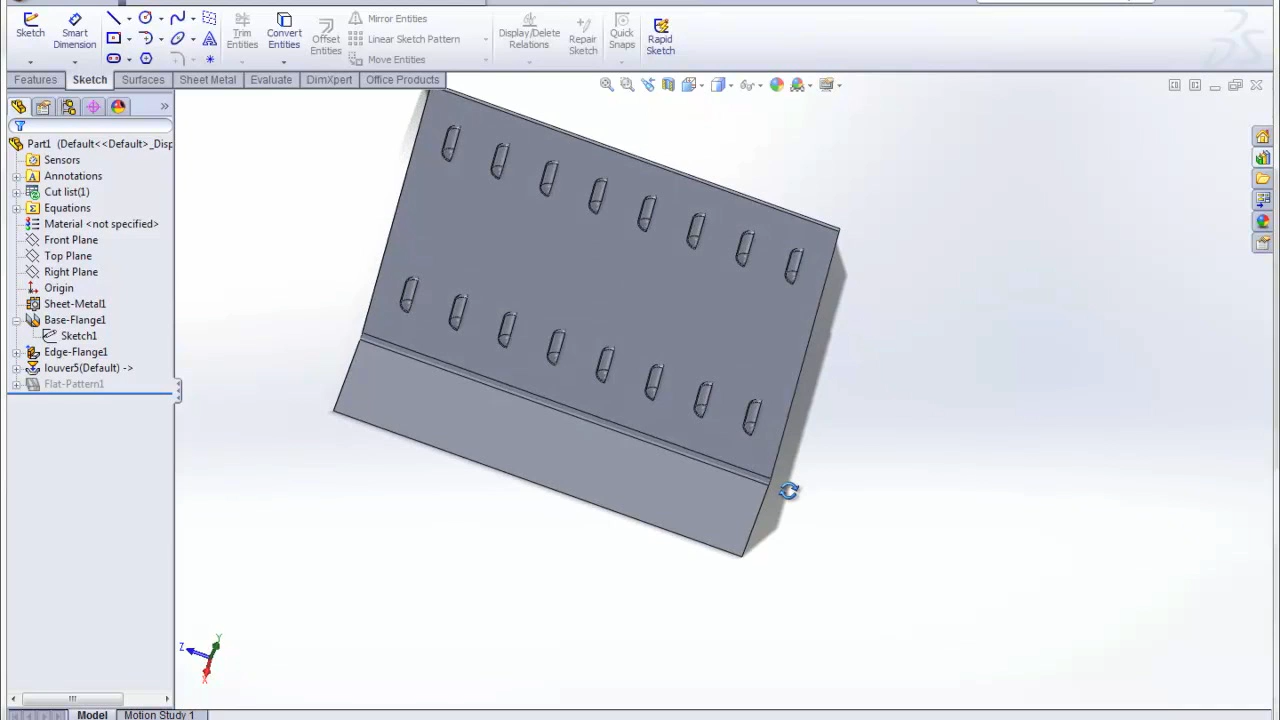 Sketch
Smart
Dimension
Trim
Entities
Convert
Entities
Offset
Entities
Mirror Entities
Linear Sketch Pattern
Move Entities
Display/Delete
Relations
Repair
Sketch
Quick
Snaps
Rapid
Sketch
Features Sketch Surfaces Sheet Metal Evaluate DimXpert Office Products
Part1 (Default<<Default>_Disp
Sensors
Annotations
Cut list(1)
Equations
Material <not specified>
Front Plane
Top Plane
Right Plane
Origin
Sheet-Metal1
Base-Flange1
Sketch1
Edge-Flange1
louver5(Default) ->
Flat-Pattern1
Y
Z
X
Model Motion Study 1